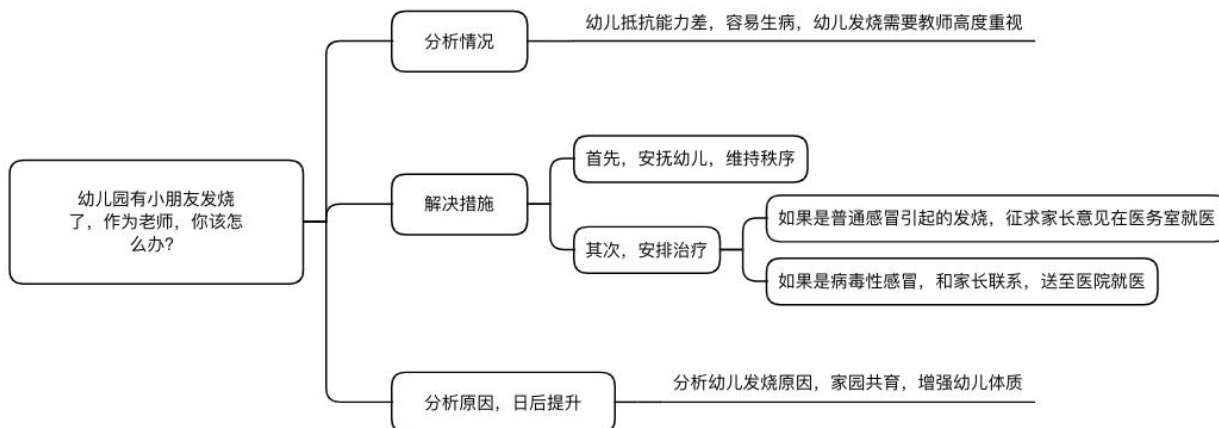 分析情况
幼儿抵抗能力差，容易生病，幼儿发烧需要教师高度重视
幼儿园有小朋友发烧
了，作为老师，你该怎
么办？
解决措施
首先，安抚幼儿，维持秩序
其次，安排治疗
如果是普通感冒引起的发烧，征求家长意见在医务室就医
如果是病毒性感冒，和家长联系，送至医院就医
分析原因，日后提升
分析幼儿发烧原因，家园共育，增强幼儿体质